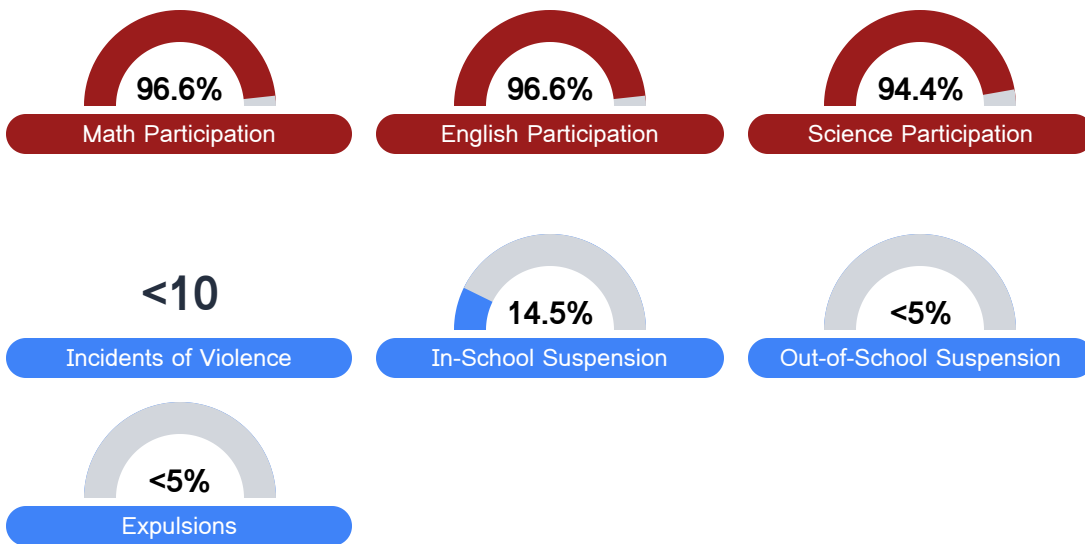 96.6%
96.6%
94.4%
Math Participation
English Participation
Science Participation
<10
14.5%
<5%
Incidents of Violence
In-School Suspension
Out-of-School Suspension
<5%
Expulsions